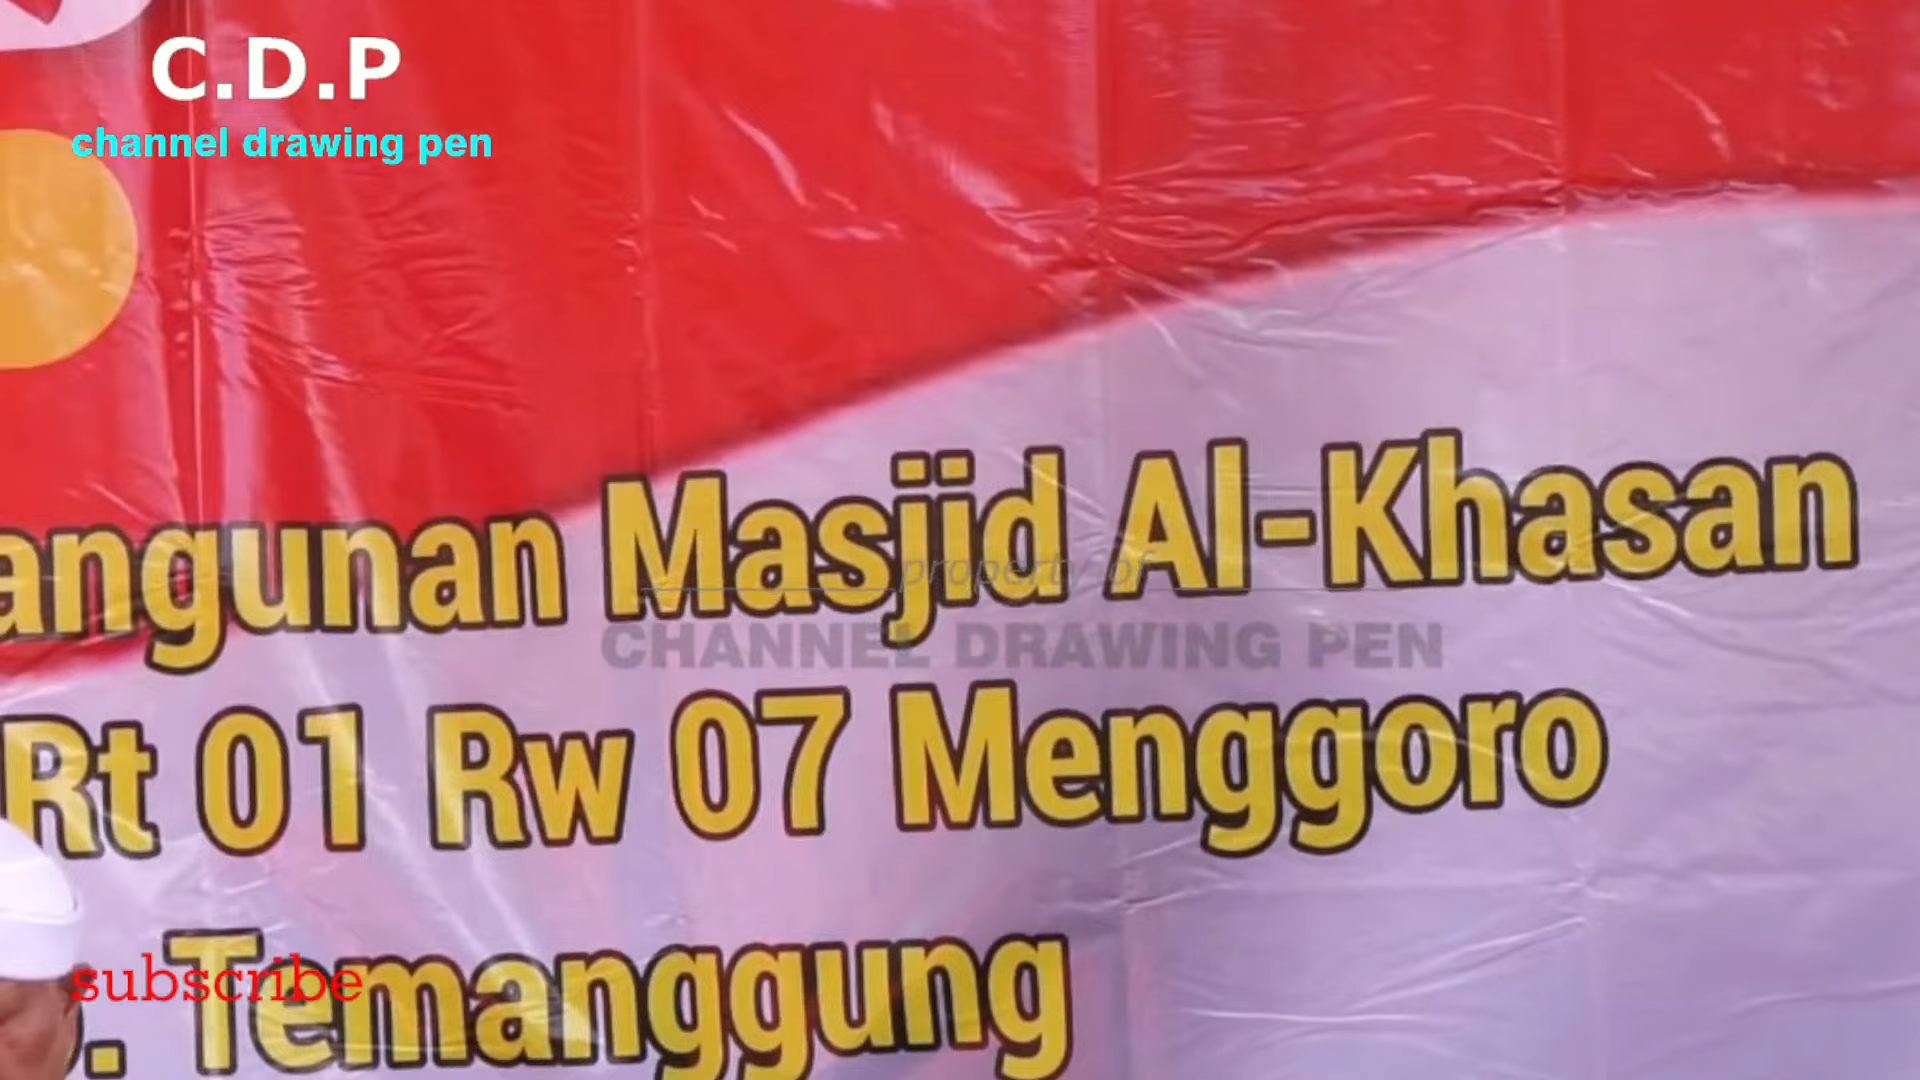 C.D.P
channel drawing pen
angunan Masjid Al-Khasan
property of
CHANNEL DRAWING PEN
Rt 01 Rw 07 Menggoro
. Temanggung
subscribe